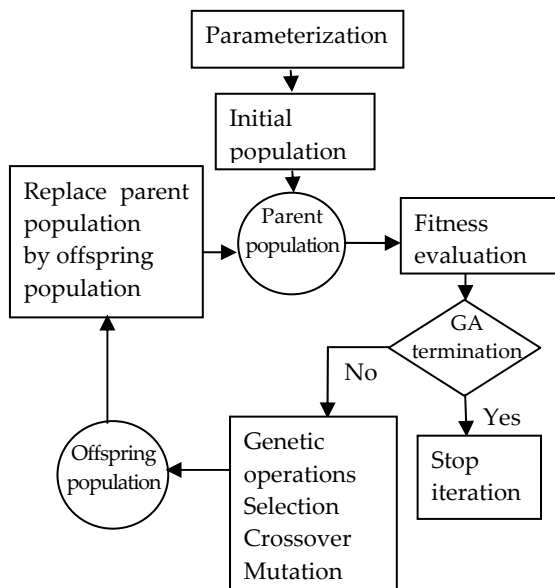 Parameterization
Initial
population
Replace parent
population
by offspring
population
Parent
population
Fitness
evaluation
GA
termination
No
Yes
Offspring
population
Genetic
operations
Selection
Crossover
Mutation
Stop
iteration